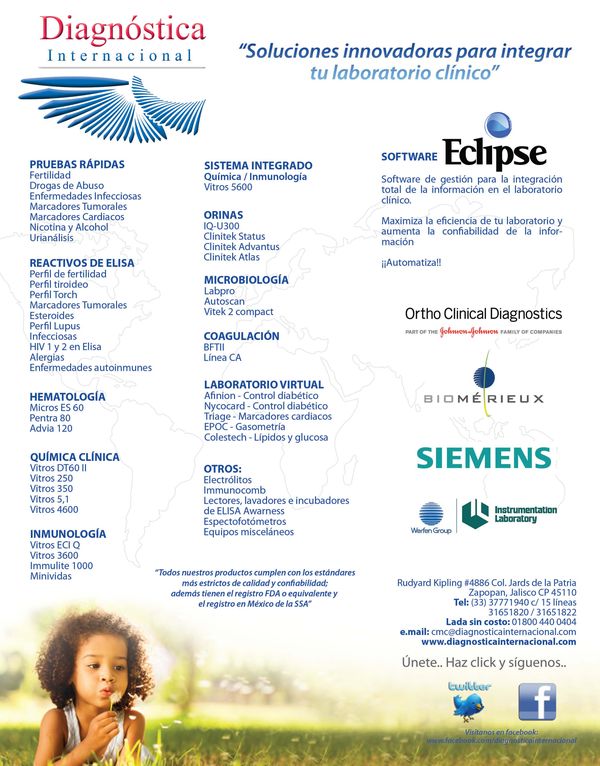 Diagnóstica
Internacional
“Soluciones innovadoras para integrar
tu laboratorio clínico”
PRUEBAS RÁPIDAS
Fertilidad
Drogas de Abuso
Enfermedades Infecciosas
Marcadores Tumorales
Marcadores Cardiacos
Nicotina y Alcohol
Urianálisis
REACTIVOS DE ELISA
Perfil de fertilidad
Perfil tiroideo
Perfil Torch
Marcadores Tumorales
Esteroides
Perfil Lupus
Infecciosas
HIV 1 y 2 en Elisa
Alergias
Enfermedades autoinmunes
HEMATOLOGÍA
Micros ES 60
Pentra 80
Advia 120
QUÍMICA CLÍNICA
Vitros DT60 II
Vitros 250
Vitros 350
Vitros 5,1
Vitros 4600
INMUNOLOGÍA
Vitros ECI Q
Vitros 3600
Immulite 1000
Minividas
SISTEMA INTEGRADO
Química / Inmunología
Vitros 5600
ORINAS
IQ-U300
Clinitek Status
Clinitek Advantus
Clinitek Atlas
MICROBIOLOGÍA
Labpro
Autoscan
Vitek 2 compact
COAGULACIÓN
BFTII
Línea CA
LABORATORIO VIRTUAL
Afinion - Control diabético
Nycocard - Control diabético
Triage - Marcadores cardiacos
EPOC - Gasometría
Colestech - Lípidos y glucosa
OTROS:
Electrólitos
Immunocomb
Lectores, lavadores e incubadores
de ELISA Awarness
Espectofotómetros
Equipos misceláneos
“Todos nuestros productos cumplen con los estándares
más estrictos de calidad y confiabilidad;
además tienen el registro FDA o equivalente y
el registro en México de la SSA”
SOFTWARE Eclipse
Software de gestión para la integración
total de la información en el laboratorio
clínico.
Maximiza la eficiencia de tu laboratorio y
aumenta la confiabilidad de la infor-
mación
¡¡Automatiza!!
Ortho Clinical Diagnostics
PART OF THE Johnson & Johnson FAMILY OF COMPANIES
BIOMÉRIEUX
SIEMENS
Werfen Group
Instrumentation
Laboratory
Rudyard Kipling #4886 Col. Jards de la Patria
Zapopan, Jalisco CP 45110
Tel: (33) 37771940 c/ 15 líneas
31651820 / 31651822
Lada sin costo: 01800 440 0404
e.mail: cmc@diagnosticainternacional.com
www.diagnosticainternacional.com
Únete.. Haz click y síguenos..
twitter
f
Visítanos en facebook:
www.facebook.com/diagnosticainternacional